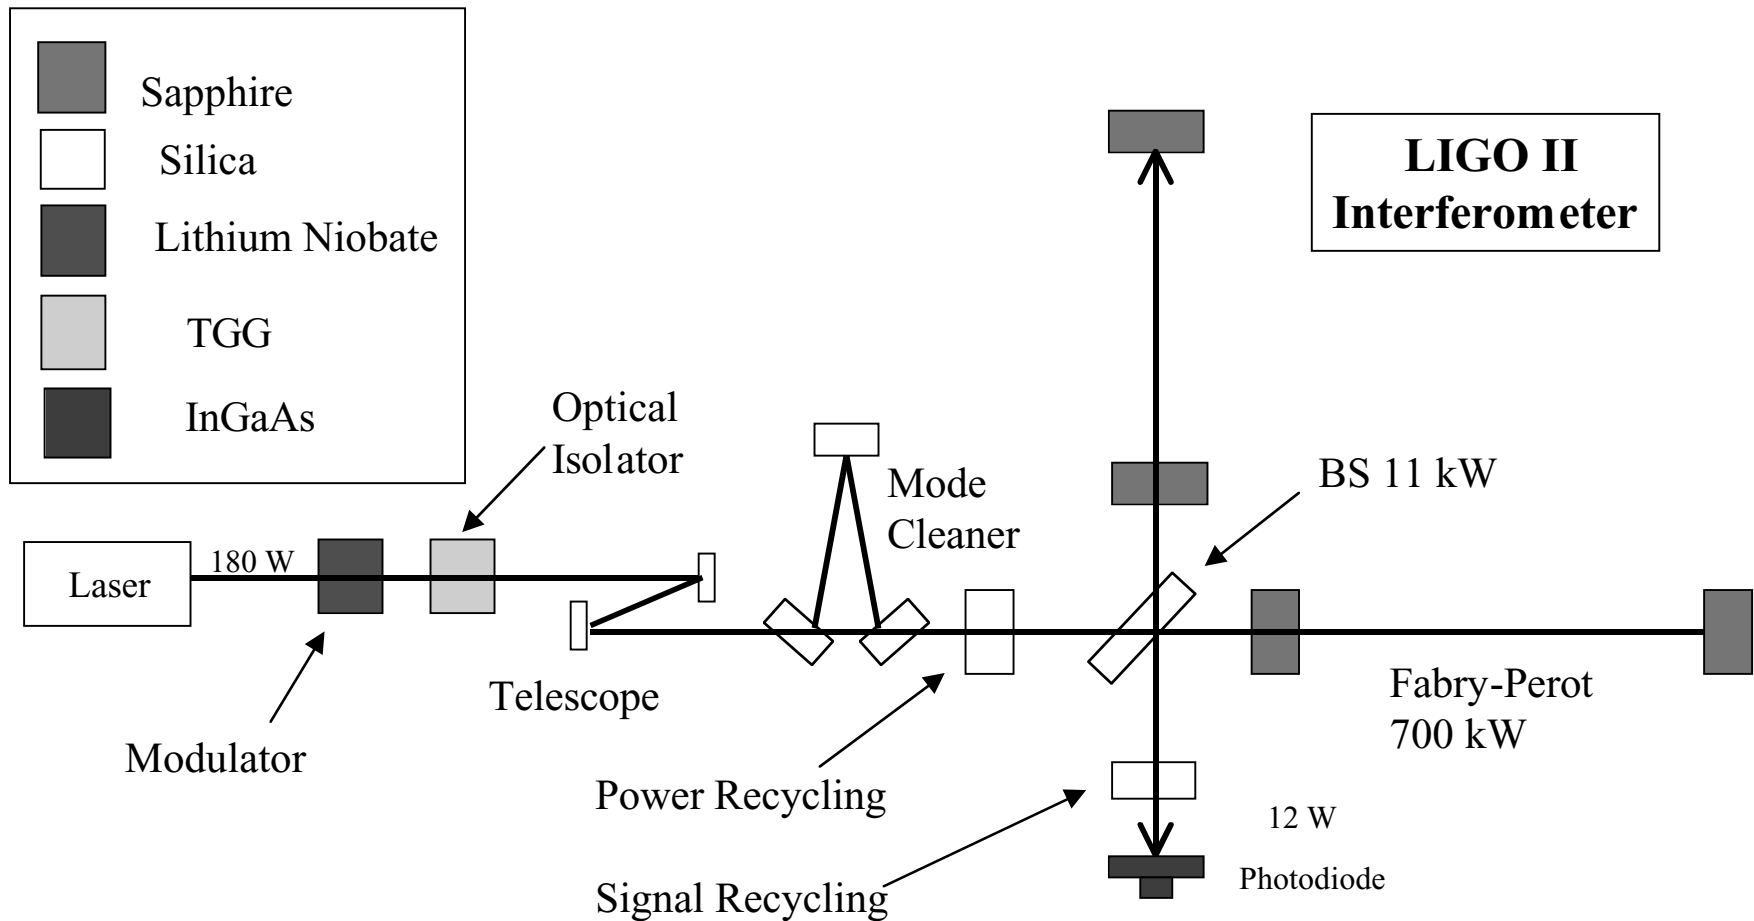 Sapphire
Silica
Lithium Niobate
TGG
InGaAs
LIGO II
Interferometer
Optical
Isolator
Mode
Cleaner
BS 11 kW
180 W
Laser
Telescope
Fabry-Perot
700 kW
Modulator
Power Recycling
12 W
Photodiode
Signal Recycling